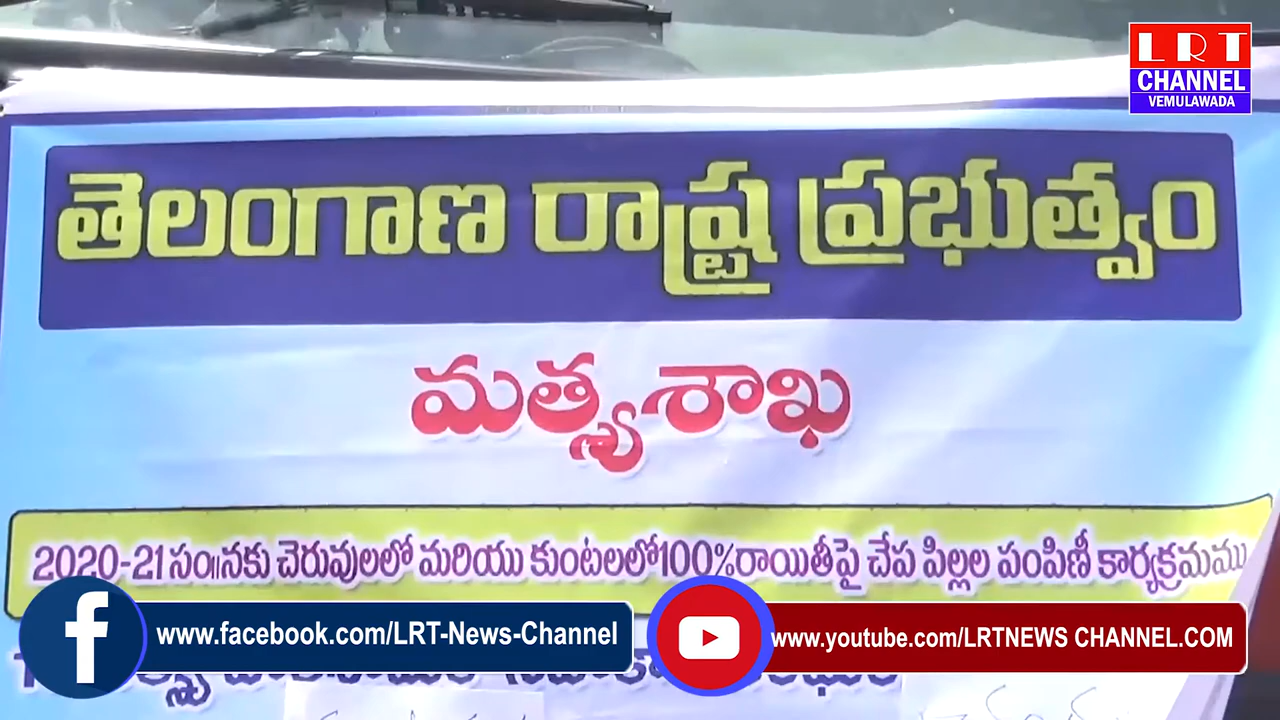 LRT
CHANNEL
VEMULAWADA
తెలంగాణ రాష్ట్ర ప్రభుత్వం
మత్స్యశాఖ
2020-21 సం॥నకు చెరువులలో మరియు కుంటలలో 100% రాయితీపై చేప పిల్లల పంపిణీ కార్యక్రమము
www.facebook.com/LRT-News-Channel
www.youtube.com/LRTNEWS CHANNEL.COM